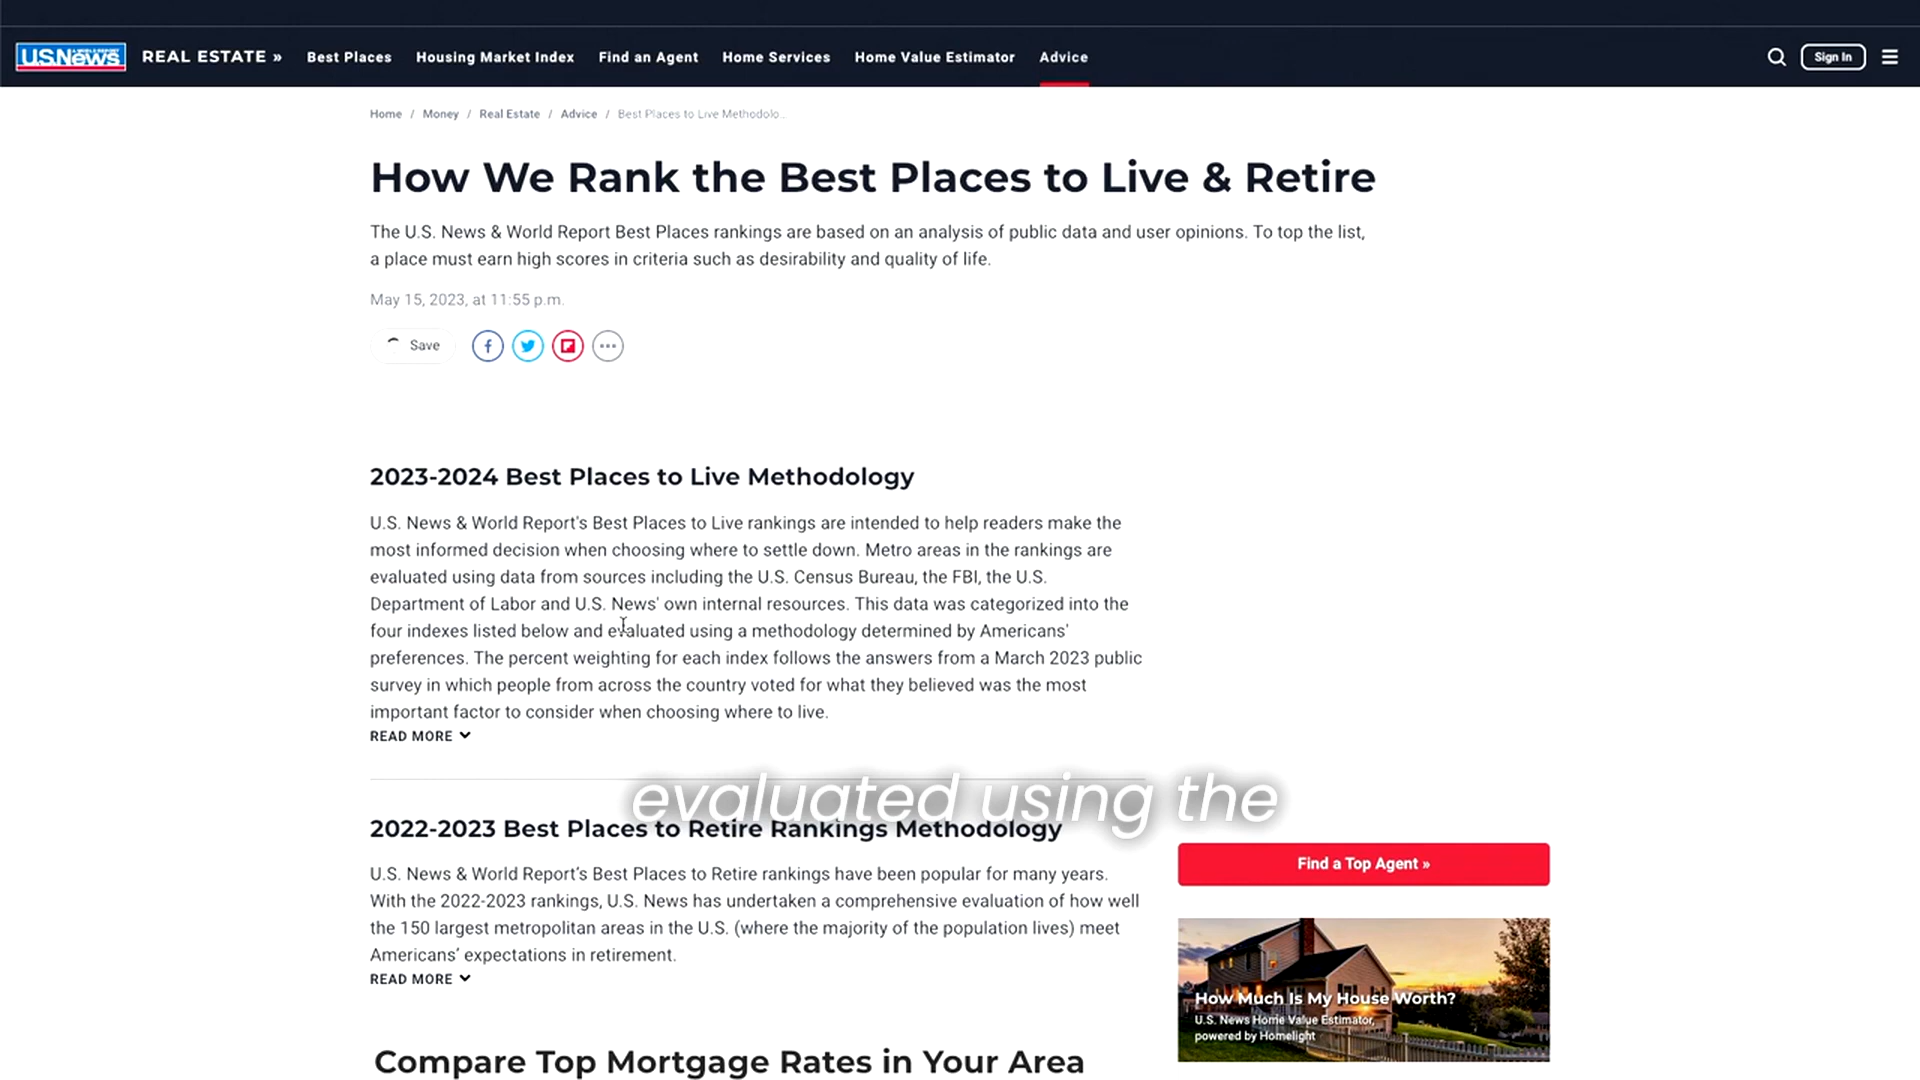 U.S.News REAL ESTATE » Best Places Housing Market Index Find an Agent Home Services Home Value Estimator Advice Sign In
Home / Money / Real Estate / Advice / Best Places to Live Methodolo...
How We Rank the Best Places to Live & Retire
The U.S. News & World Report Best Places rankings are based on an analysis of public data and user opinions. To top the list,
a place must earn high scores in criteria such as desirability and quality of life.
May 15, 2023, at 11:55 p.m.
Save
2023-2024 Best Places to Live Methodology
U.S. News & World Report's Best Places to Live rankings are intended to help readers make the
most informed decision when choosing where to settle down. Metro areas in the rankings are
evaluated using data from sources including the U.S. Census Bureau, the FBI, the U.S.
Department of Labor and U.S. News' own internal resources. This data was categorized into the
four indexes listed below and evaluated using a methodology determined by Americans'
preferences. The percent weighting for each index follows the answers from a March 2023 public
survey in which people from across the country voted for what they believed was the most
important factor to consider when choosing where to live.
READ MORE
evaluated using the
2022-2023 Best Places to Retire Rankings Methodology
U.S. News & World Report’s Best Places to Retire rankings have been popular for many years.
With the 2022-2023 rankings, U.S. News has undertaken a comprehensive evaluation of how well
the 150 largest metropolitan areas in the U.S. (where the majority of the population lives) meet
Americans’ expectations in retirement.
READ MORE
Find a Top Agent »
How Much Is My House Worth?
U.S. News Home Value Estimator,
powered by Homelight
Compare Top Mortgage Rates in Your Area